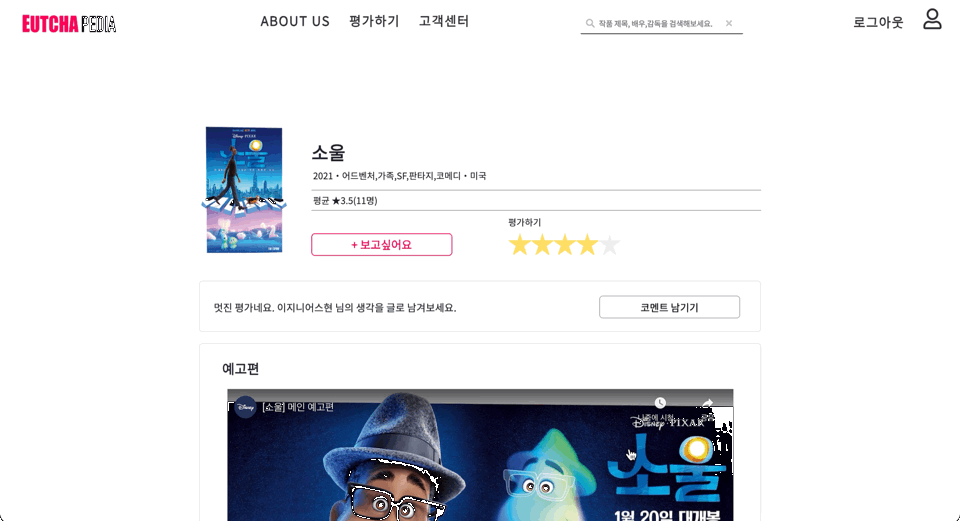 EUTCHA PEDIA
ABOUT US 평가하기 고객센터
작품 제목, 배우,감독을 검색해보세요.
로그아웃
Disney PIXAR
소울
소울
2021・어드벤처,가족,SF,판타지,코메디・미국
평균 ★3.5(11명)
평가하기
+ 보고싶어요
멋진 평가네요. 이지니어스현 님의 생각을 글로 남겨보세요.
코멘트 남기기
예고편
Disney
[소울] 메인 예고편
나중에 시청
DISNEY PIXAR
소울
1월 20일 대개봉